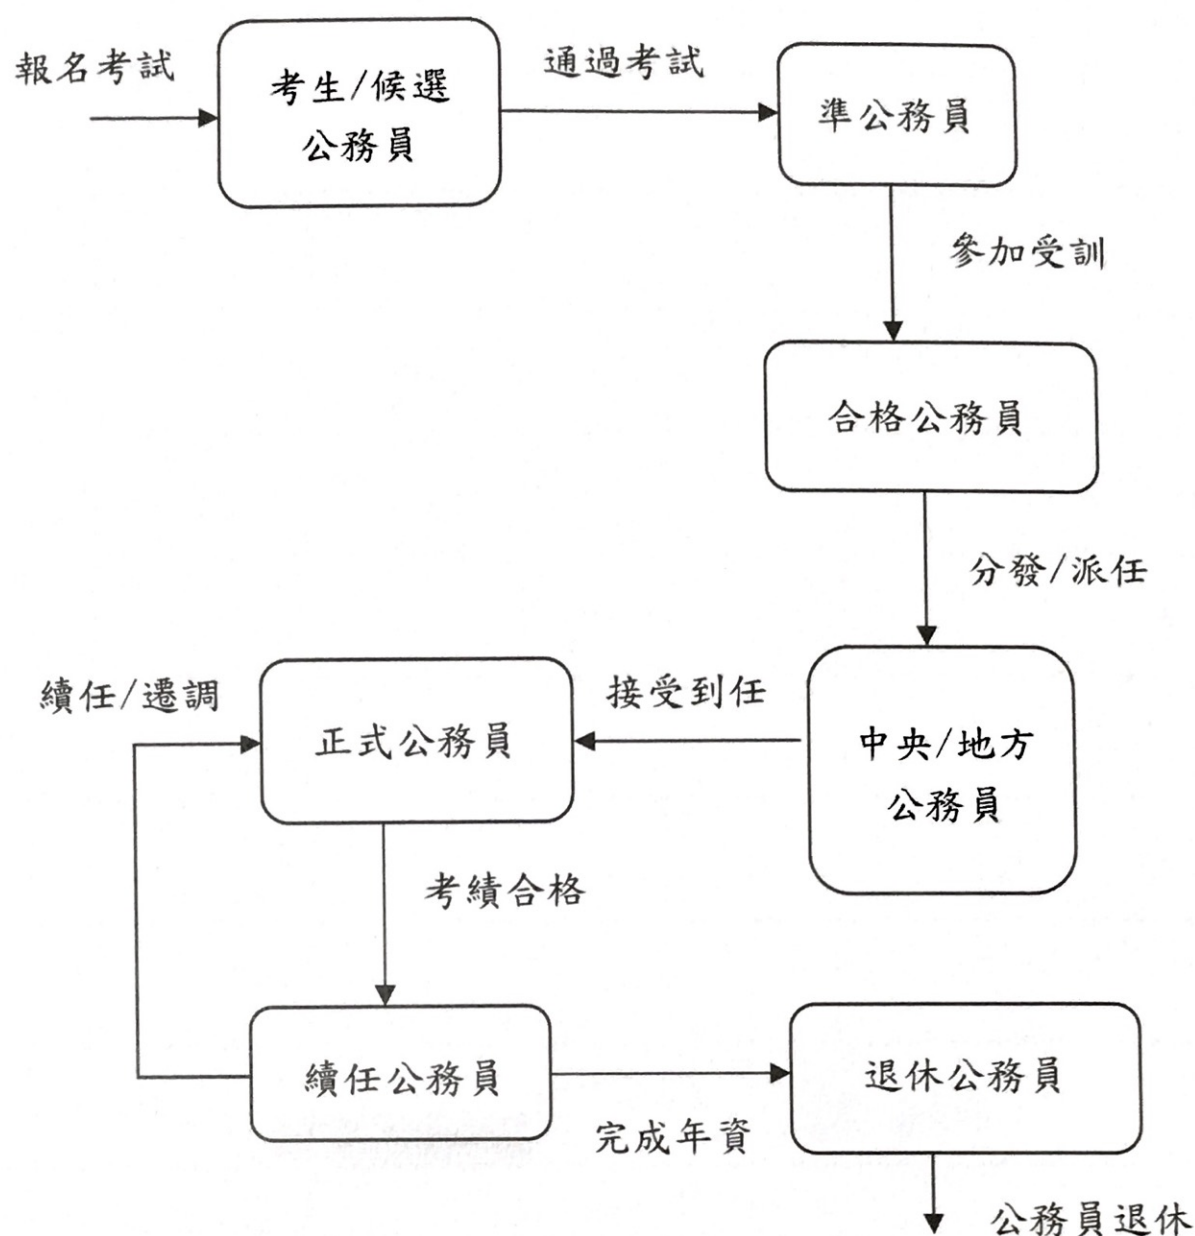 報名考試
考生/候選
公務員
通過考試
準公務員
參加受訓
合格公務員
分發/派任
中央/地方
公務員
接受到任
正式公務員
續任/遷調
考績合格
續任公務員
完成年資
退休公務員
公務員退休